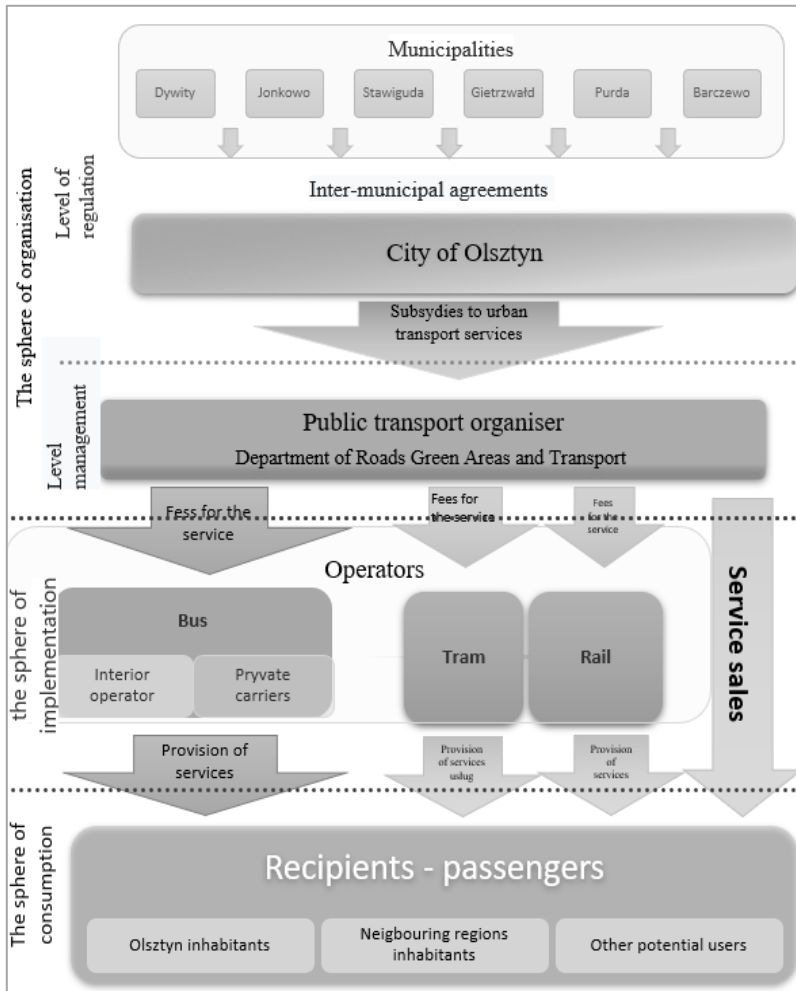 Municipalities
Dywity
Jonkowo
Stawiguda
Gietrzwałd
Purda
Barczewo
Inter-municipal agreements
The sphere of organisation
Level of
regulation
City of Olsztyn
Subsydies to urban
transport services
Level
management
Public transport organiser
Department of Roads Green Areas and Transport
Fess for the
service
Fees for
the service
Fees
for the
service
Service sales
the sphere of
implementation
Operators
Bus
Interior
operator
Pryvate
carriers
Tram
Rail
Provision of
services
Provision
of services
usług
Provision
of
services
The sphere of
consumption
Recipients - passengers
Olsztyn inhabitants
Neigbouring regions
inhabitants
Other potential users